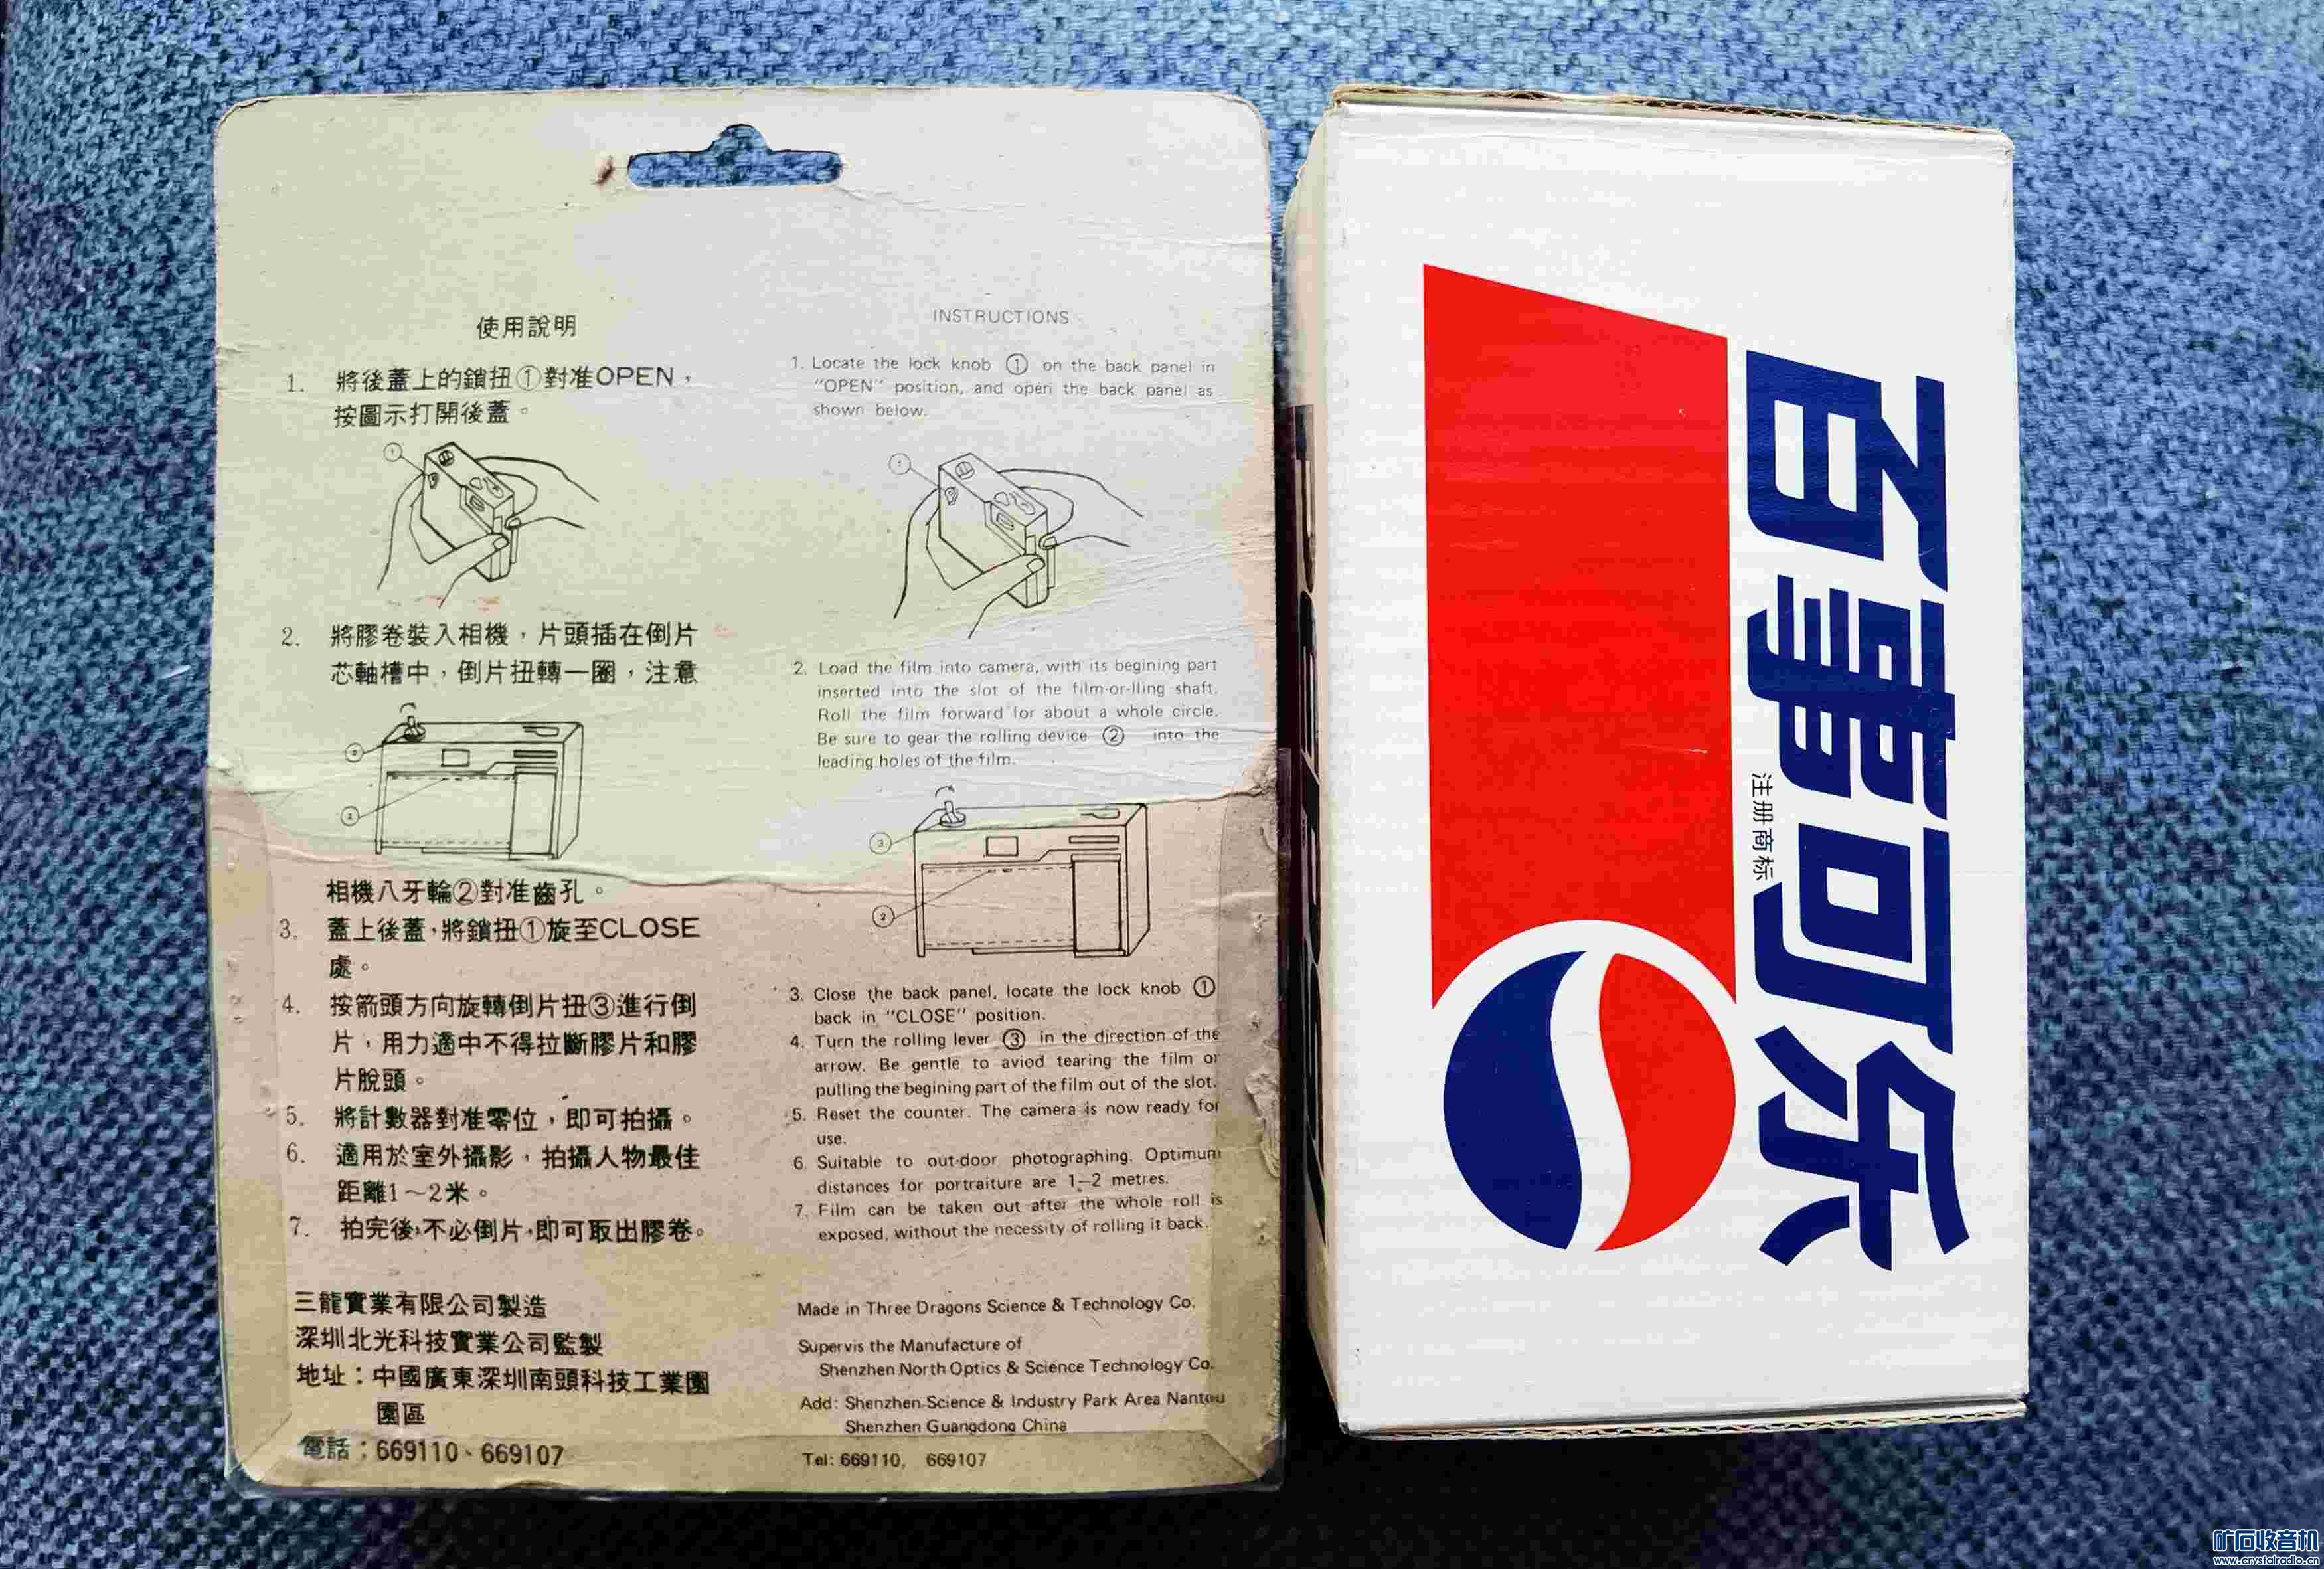 使用說明
1. 將後蓋上的鎖扭①對准OPEN，
按圖示打開後蓋。
①
2. 將膠卷裝入相機，片頭插在倒片
芯軸槽中，倒片扭轉一圈，注意
相機八牙輪②對准齒孔。
3. 蓋上後蓋，將鎖扭①旋至CLOSE
處。
4. 按箭頭方向旋轉倒片扭③進行倒
片，用力適中不得拉斷膠片和膠
片脫頭。
5. 將計數器對准零位，即可拍攝。
6. 適用於室外攝影，拍攝人物最佳
距離1～2米。
7. 拍完後，不必倒片，即可取出膠卷。
三龍實業有限公司製造
深圳北光科技實業公司監製
地址：中國廣東深圳南頭科技工業園
園區
電話：669110、669107
INSTRUCTIONS
1. Locate the lock knob ① on the back panel in
"OPEN" position, and open the back panel as
shown below.
①
2. Load the film into camera, with its begining part
inserted into the slot of the film-or-lling shaft.
Roll the film forward for about a whole circle.
Be sure to gear the rolling device ② into the
leading holes of the film.
③
②
3. Close the back panel, locate the lock knob ①
back in "CLOSE" position.
4. Turn the rolling lever ③ in the direction of the
arrow. Be gentle to aviod tearing the film or
pulling the begining part of the film out of the slot.
5. Reset the counter. The camera is now ready for
use.
6. Suitable to out-door photographing. Optimum
distances for portraiture are 1—2 metres.
7. Film can be taken out after the whole roll is
exposed, without the necessity of rolling it back.
Made in Three Dragons Science & Technology Co.
Supervis the Manufacture of
Shenzhen North Optics & Science Technology Co.
Add: Shenzhen Science & Industry Park Area Nantou
Shenzhen Guangdong China
Tel: 669110, 669107
百事可乐
注册商标
矿石收音机
www.crystalradio.cn